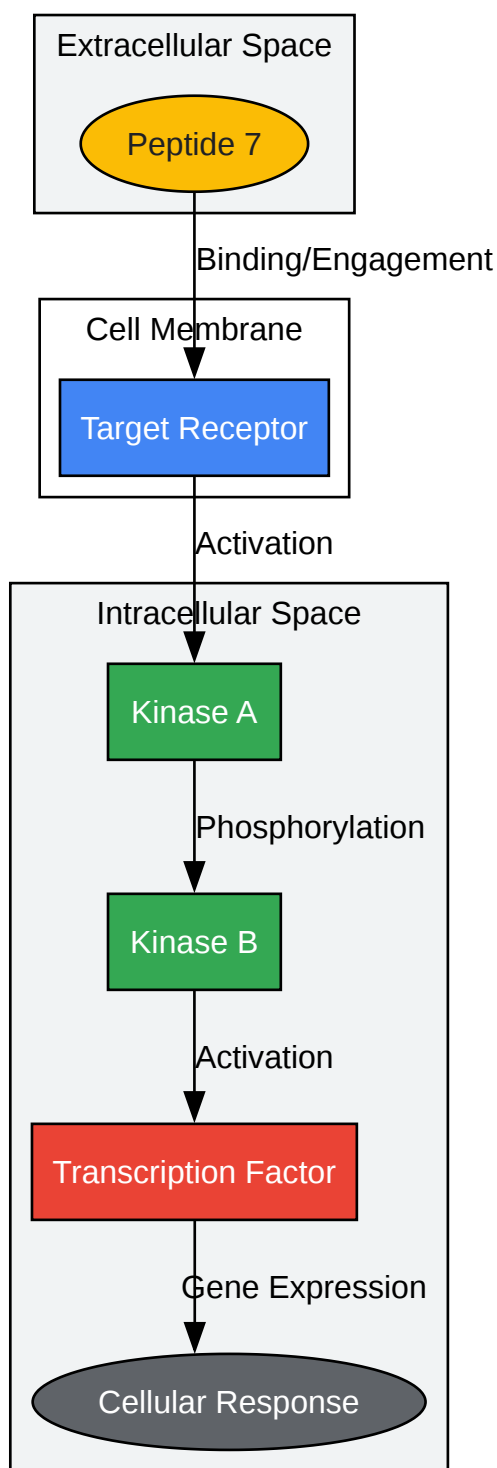 Extracellular Space
Peptide 7
Binding/Engagement
Cell Membrane
Target Receptor
Activation
Intracellular Space
Kinase A
Phosphorylation
Kinase B
Activation
Transcription Factor
Gene Expression
Cellular Response